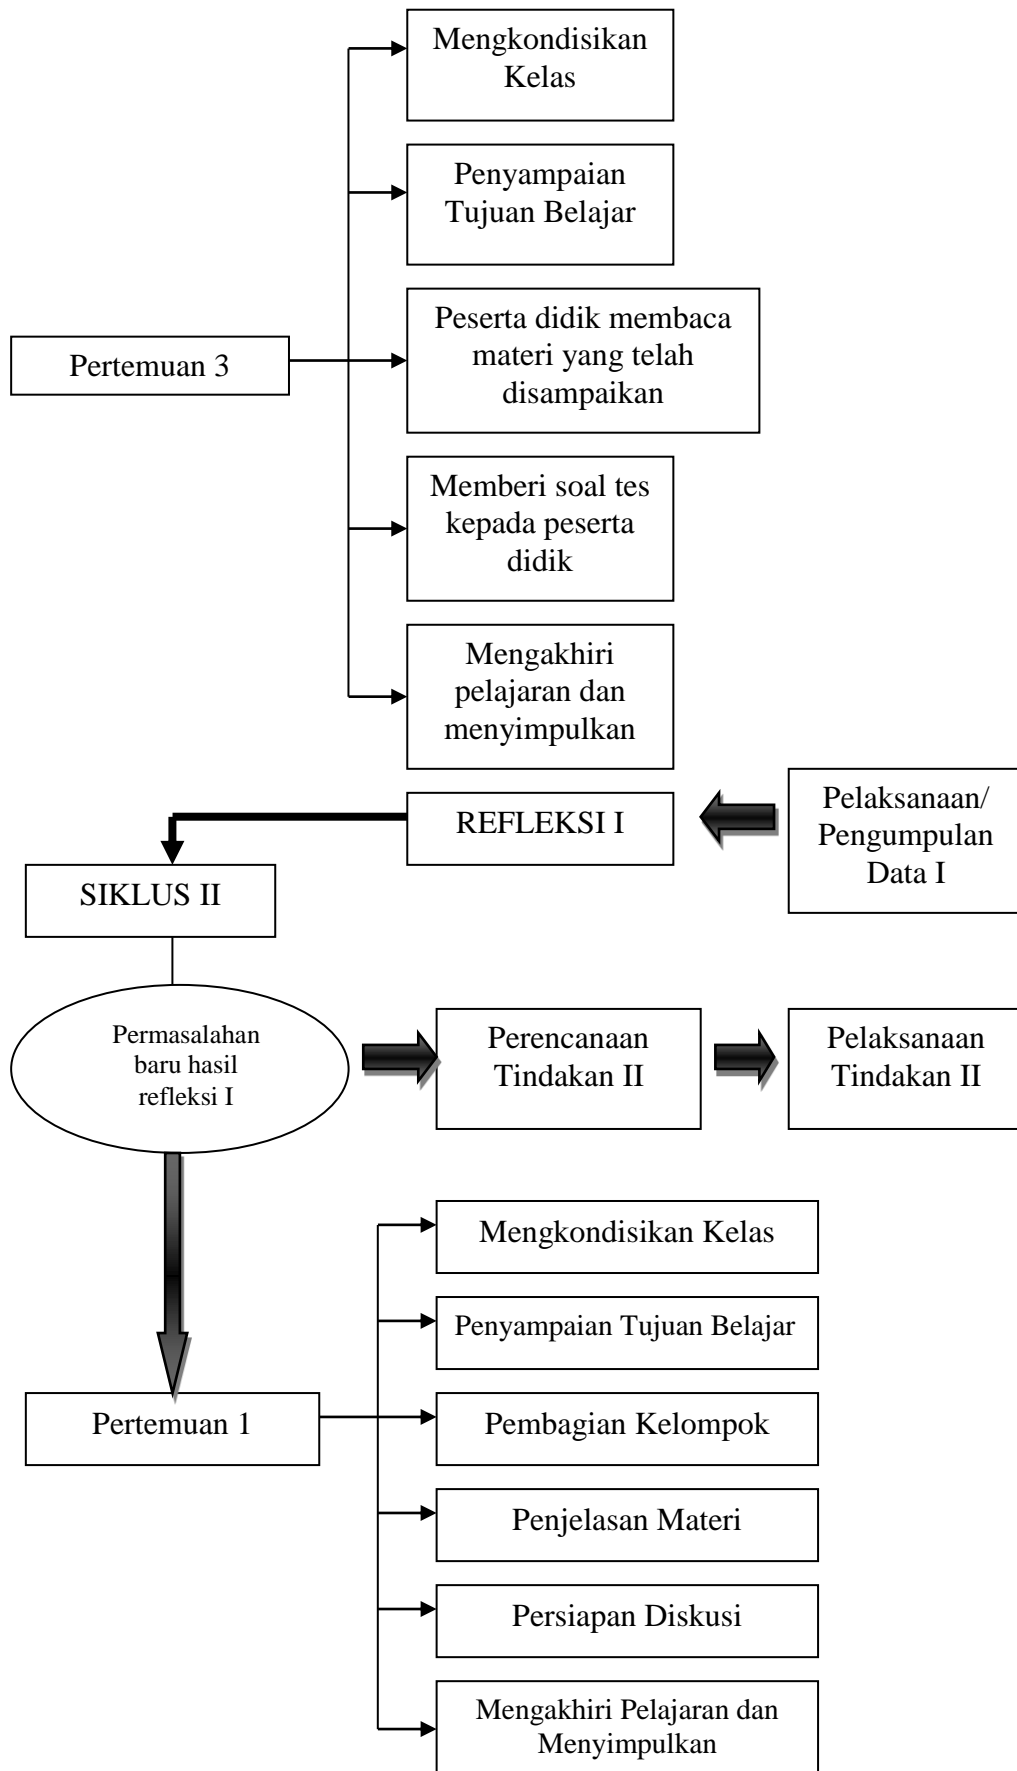 Mengkondisikan
Kelas
Penyampaian
Tujuan Belajar
Peserta didik membaca
materi yang telah
disampaikan
Pertemuan 3
Memberi soal tes
kepada peserta
didik
Mengakhiri
pelajaran dan
menyimpulkan
REFLEKSI I
Pelaksanaan/
Pengumpulan
Data I
SIKLUS II
Permasalahan
baru hasil
refleksi I
Perencanaan
Tindakan II
Pelaksanaan
Tindakan II
Mengkondisikan Kelas
Penyampaian Tujuan Belajar
Pertemuan 1
Pembagian Kelompok
Penjelasan Materi
Persiapan Diskusi
Mengakhiri Pelajaran dan
Menyimpulkan